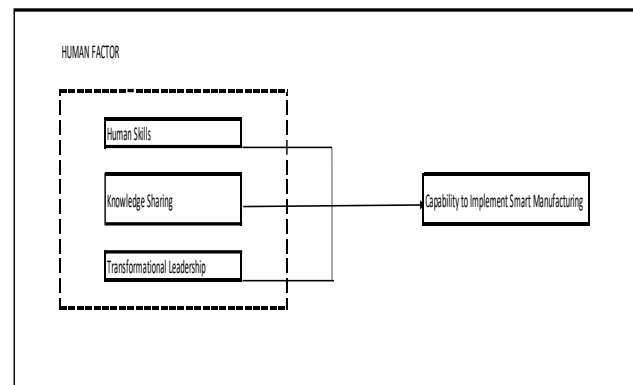 HUMAN FACTOR
Human Skills
Knowledge Sharing
Capability to Implement Smart Manufacturing
Transformational Leadership